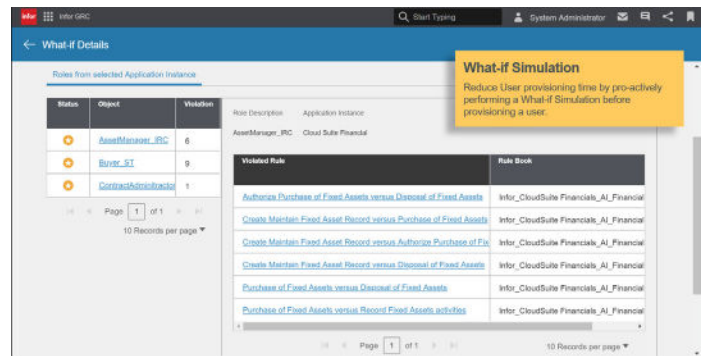 infor
Infor GRC
Start Typing
System Administrator
What-if Details
Roles from selected Application Instance
What-if Simulation
Reduce User provisioning time by pro-actively
performing a What-if Simulation before
provisioning a user.
Status Object Violation
AssetManager_IRC 6
Buyer_ST 9
ContractAdminitractor 1
Page 1 of 1
10 Records per page
Role Description Application Instance
AssetManager_IRC Cloud Suite Financial
Violated Rule Rule Book
Authorize Purchase of Fixed Assets versus Disposal of Fixed Assets Infor_CloudSuite Financials_AI_Financial
Create Maintain Fixed Asset Record versus Purchase of Fixed Assets Infor_CloudSuite Financials_AI_Financial
Create Maintain Fixed Asset Record versus Authorize Purchase of Fix Infor_CloudSuite Financials_AI_Financial
Create Maintain Fixed Asset Record versus Disposal of Fixed Assets Infor_CloudSuite Financials_AI_Financial
Purchase of Fixed Assets versus Disposal of Fixed Assets Infor_CloudSuite Financials_AI_Financial
Purchase of Fixed Assets versus Record Fixed Assets activities Infor_CloudSuite Financials_AI_Financial
Page 1 of 1
10 Records per page